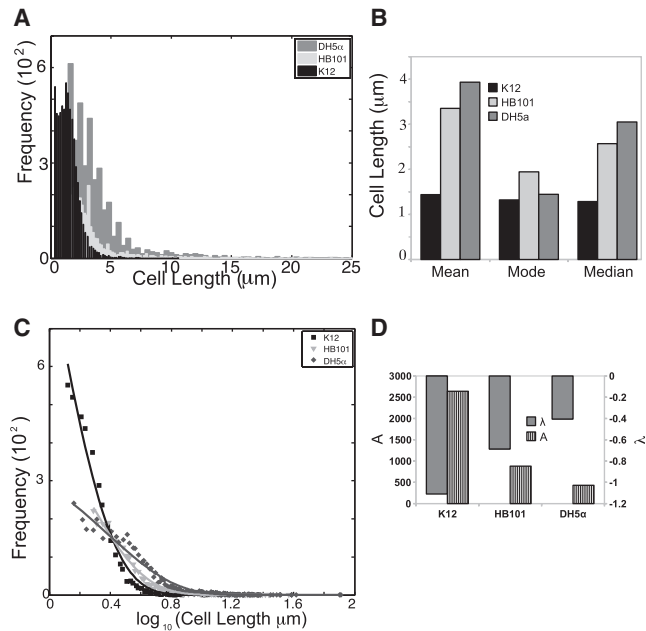 A
Frequency (10²)
6
3
0
0 5 10 15 20 25
Cell Length (μm)
DH5α
HB101
K12
B
Cell Length (μm)
4
3
2
1
0
K12
HB101
DH5a
Mean Mode Median
C
Frequency (10²)
6
3
0
0 0.4 0.8 1.2 1.6 2
log₁₀(Cell Length μm)
K12
HB101
DH5α
D
A
3000
2500
2000
1500
1000
500
0
λ
A
K12 HB101 DH5α
0
-0.2
-0.4
-0.6
-0.8
-1
-1.2
λ